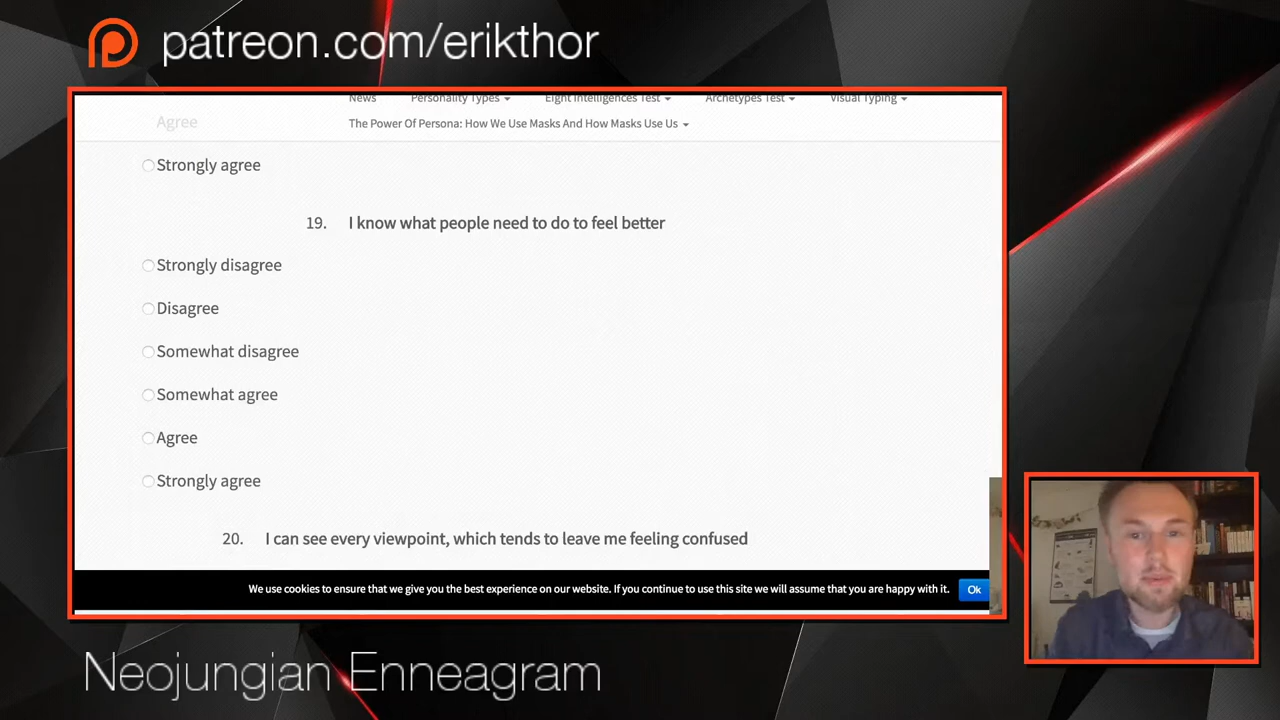 patreon.com/erikthor
News Personality Types Eight Intelligences Test Archetypes Test Visual Typing
Agree
The Power Of Persona: How We Use Masks And How Masks Use Us
Strongly agree
19. I know what people need to do to feel better
Strongly disagree
Disagree
Somewhat disagree
Somewhat agree
Agree
Strongly agree
20. I can see every viewpoint, which tends to leave me feeling confused
We use cookies to ensure that we give you the best experience on our website. If you continue to use this site we will assume that you are happy with it. Ok
Neojungian Enneagram